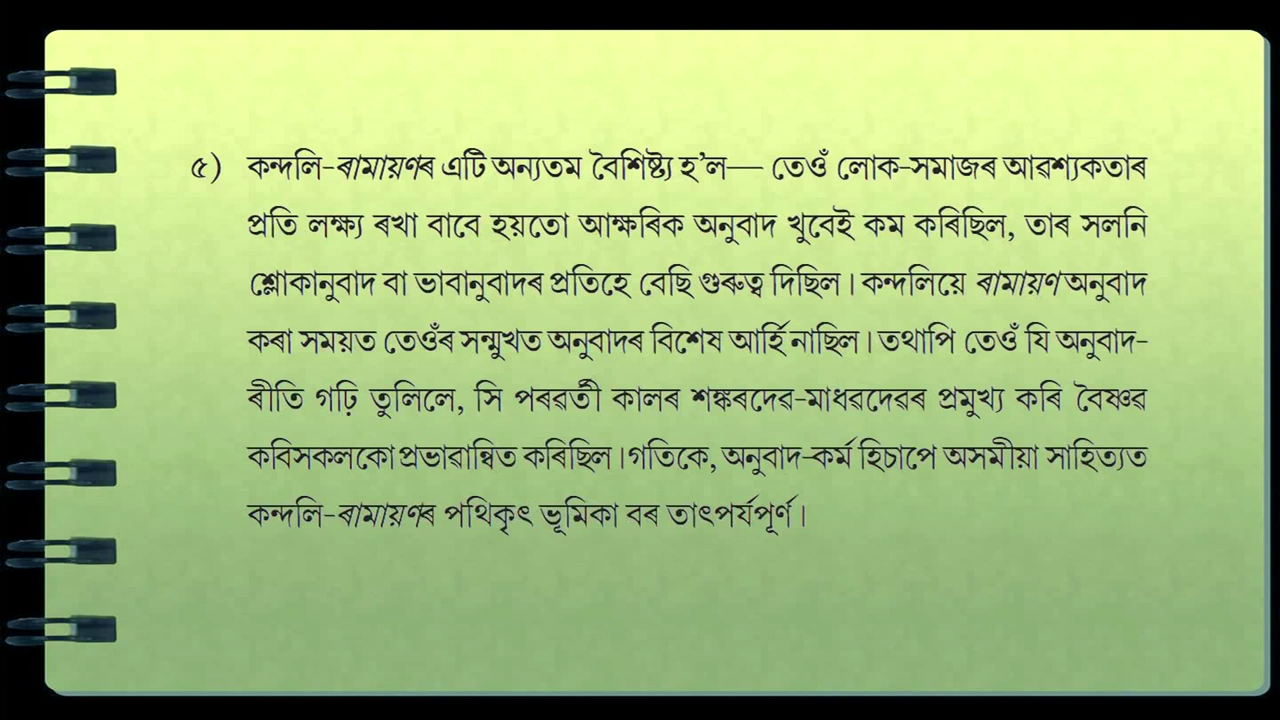 ৫) কন্দলি-ৰামায়ণৰ এটি অন্যতম বৈশিষ্ট্য হ’ল— তেওঁ লোক-সমাজৰ আৱশ্যকতাৰ
প্ৰতি লক্ষ্য ৰখা বাবে হয়তো আক্ষৰিক অনুবাদ খুবেই কম কৰিছিল, তাৰ সলনি
শ্লোকানুবাদ বা ভাবানুবাদৰ প্ৰতিহে বেছি গুৰুত্ব দিছিল। কন্দলিয়ে ৰামায়ণ অনুবাদ
কৰা সময়ত তেওঁৰ সন্মুখত অনুবাদৰ বিশেষ আৰ্হি নাছিল। তথাপি তেওঁ যি অনুবাদ-
ৰীতি গঢ়ি তুলিলে, সি পৰৱৰ্তী কালৰ শঙ্কৰদেৱ-মাধৱদেৱৰ প্ৰমুখ্য কৰি বৈষ্ণৱ
কবিসকলকো প্ৰভাৱান্বিত কৰিছিল। গতিকে, অনুবাদ-কৰ্ম হিচাপে অসমীয়া সাহিত্যত
কন্দলি-ৰামায়ণৰ পথিকৃৎ ভূমিকা বৰ তাৎপৰ্যপূৰ্ণ।